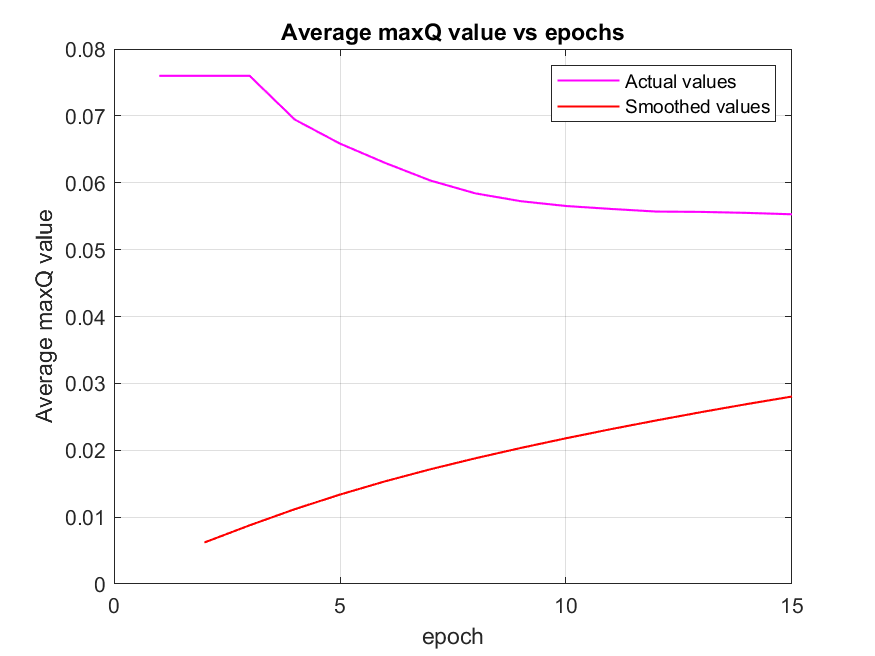 Average maxQ value vs epochs
Actual values
Smoothed values
Average maxQ value
0.08
0.07
0.06
0.05
0.04
0.03
0.02
0.01
0
0
5
10
15
epoch